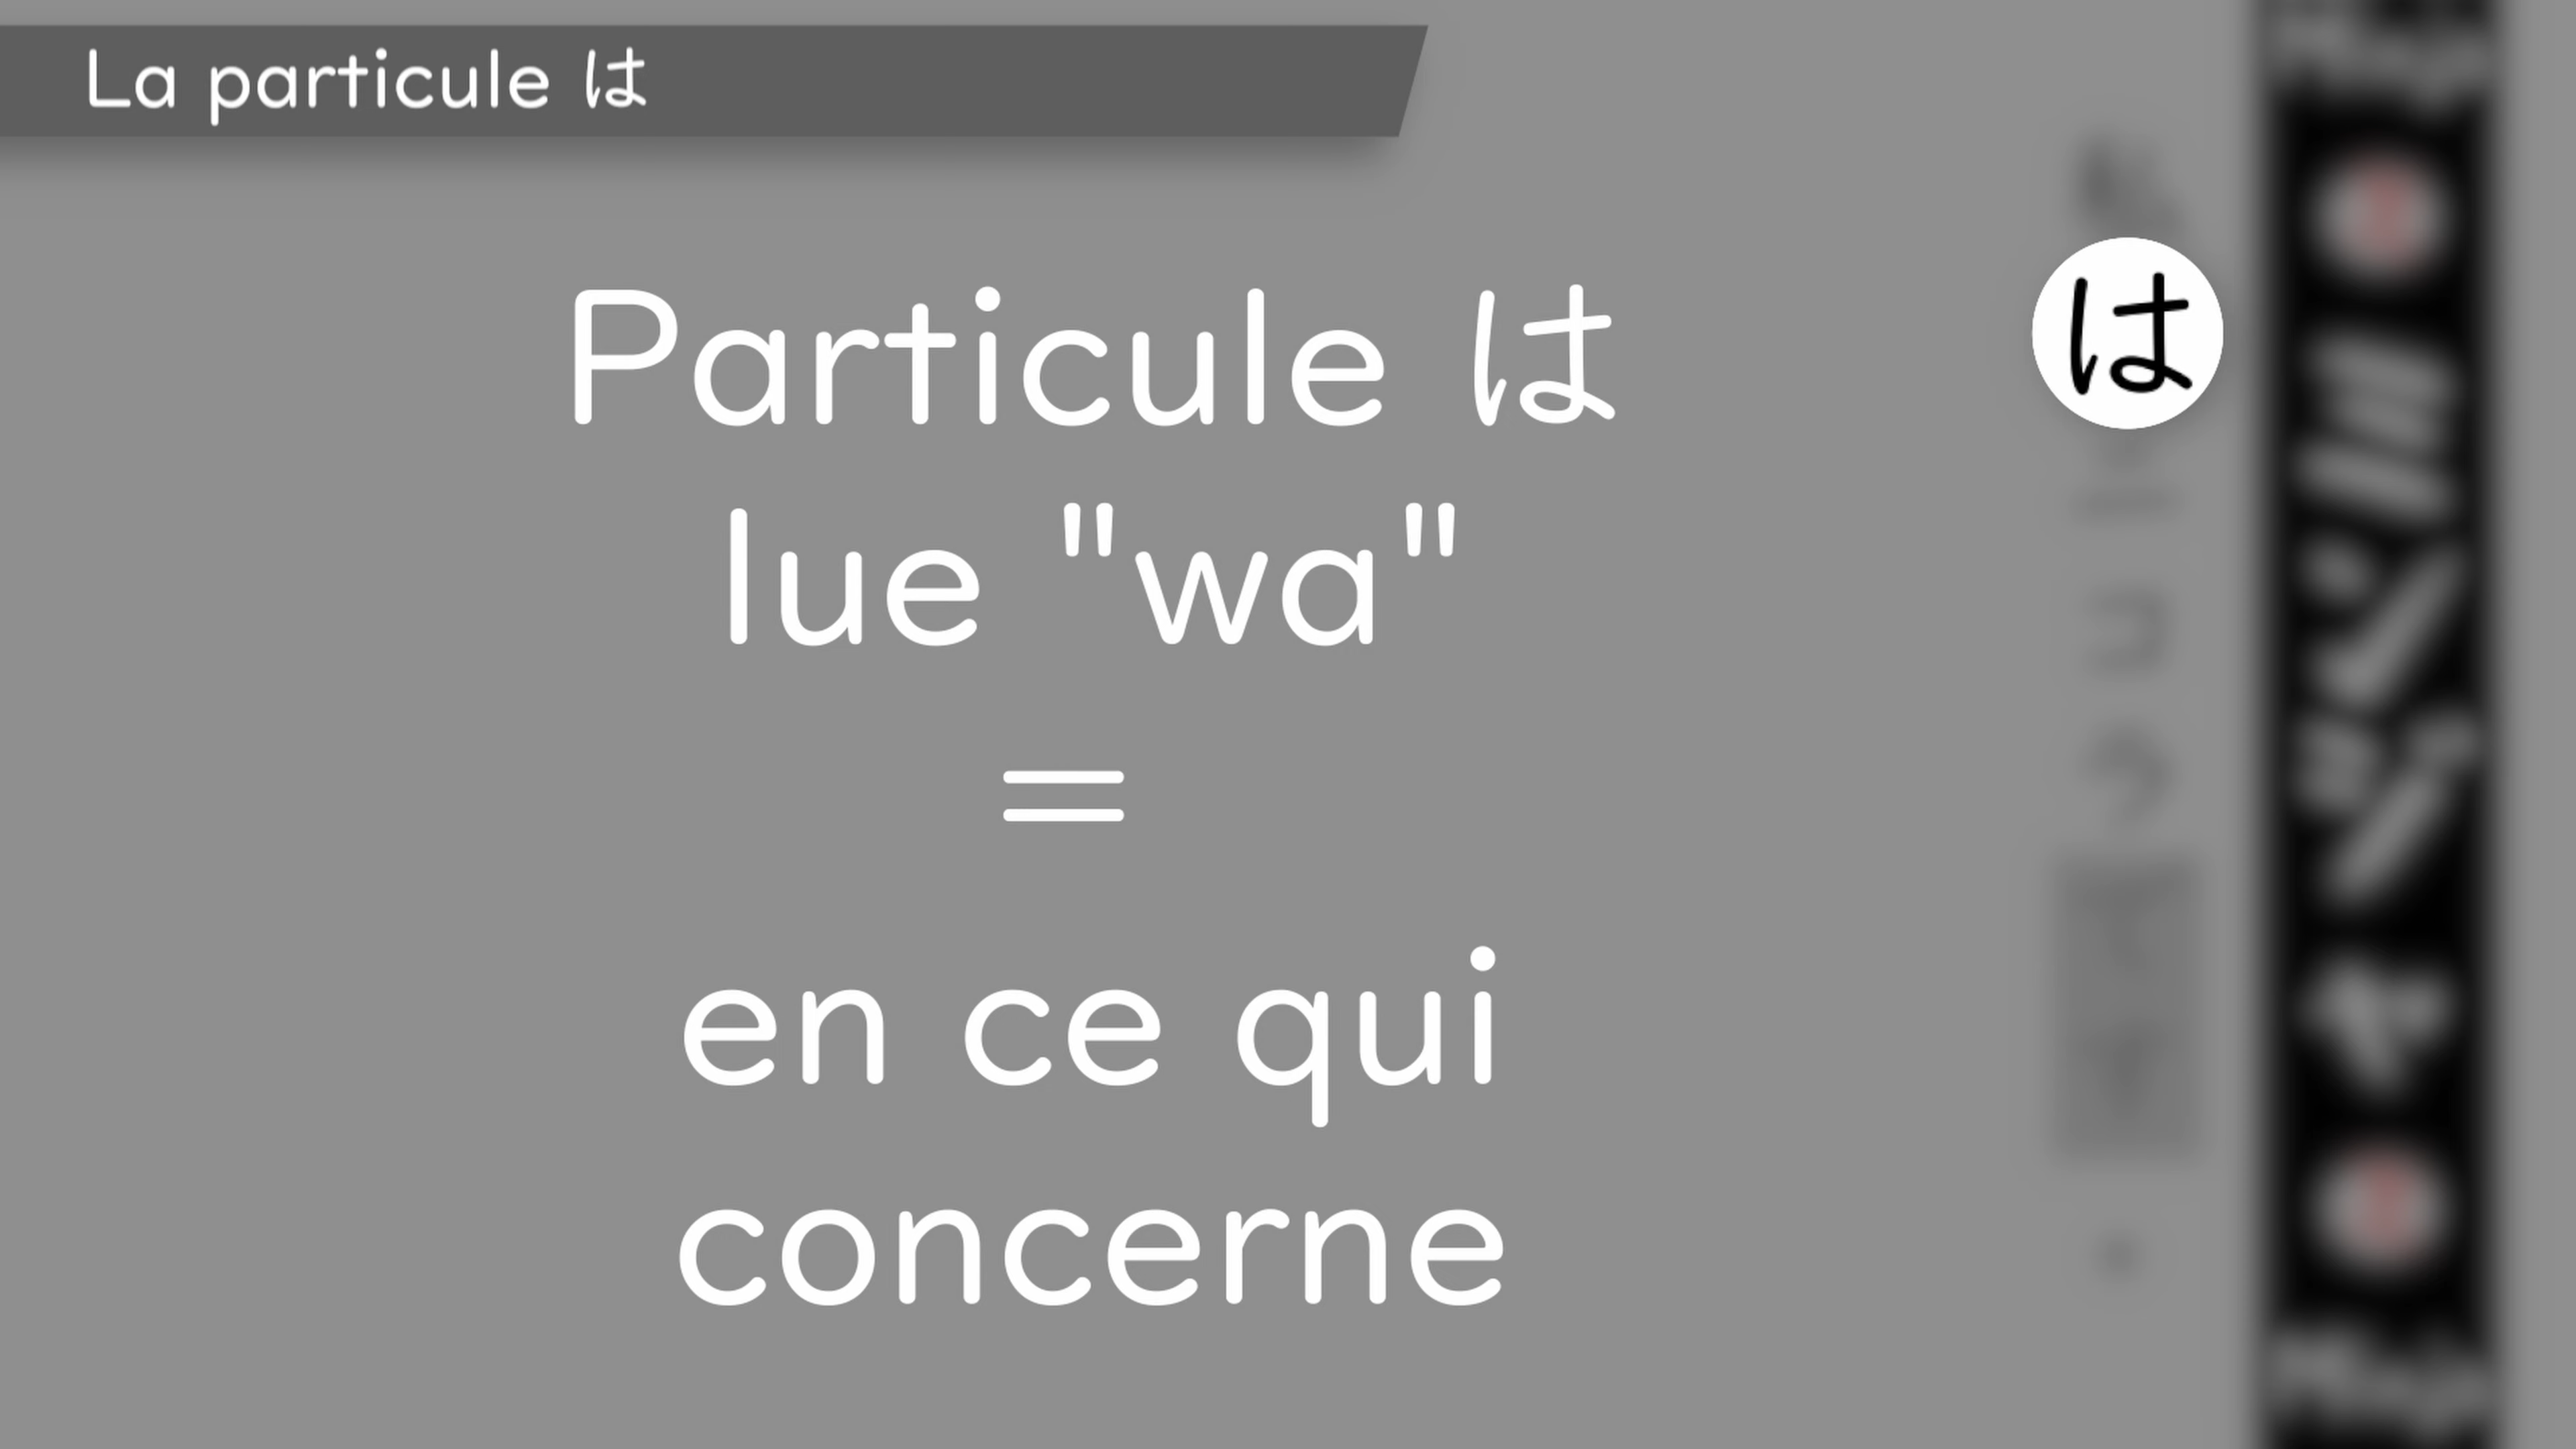 La particule は
Particule は
lue "wa"
=
en ce qui
concerne
は